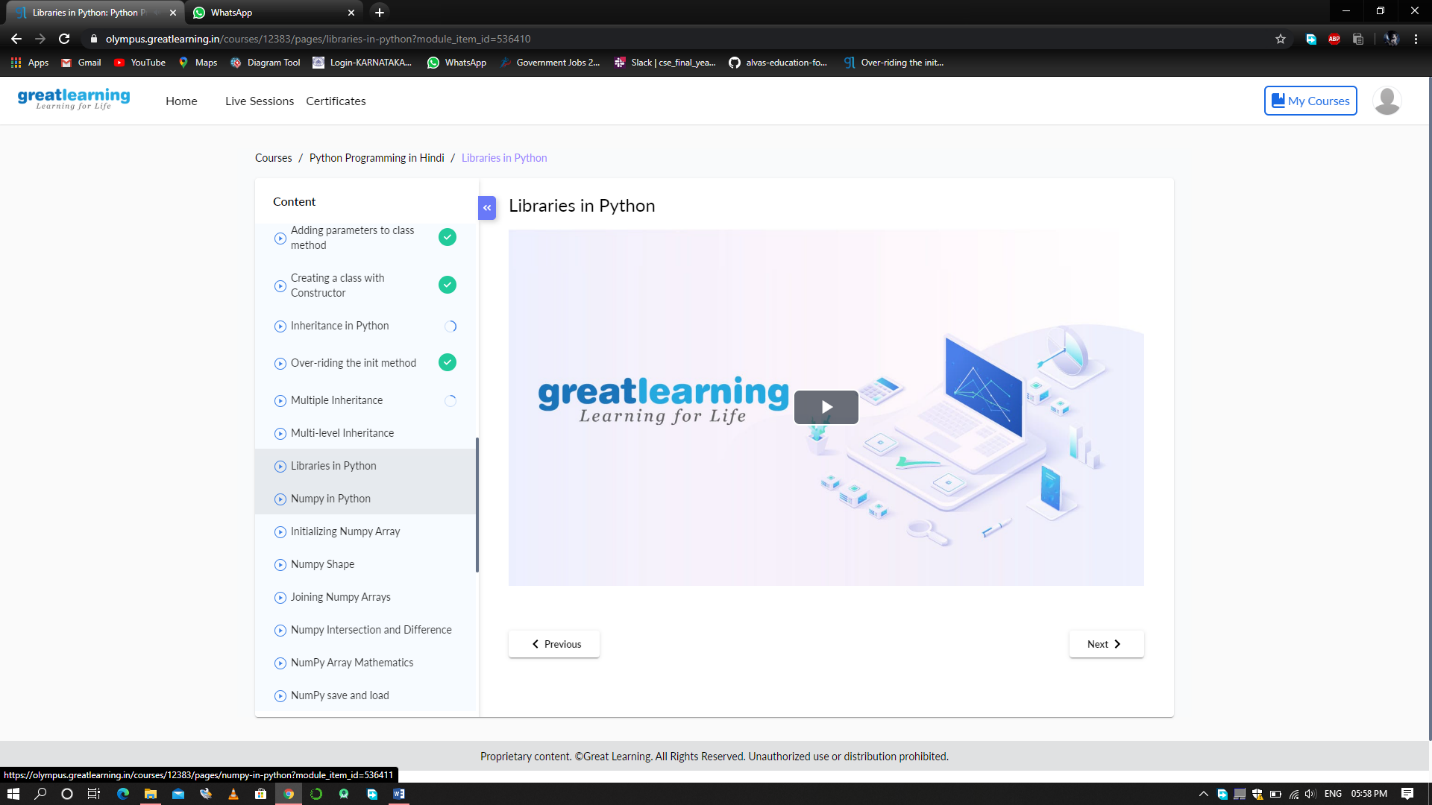 Libraries in Python: Python P
WhatsApp
olympus.greatlearning.in/courses/12383/pages/libraries-in-python?module_item_id=536410
Apps
Gmail
YouTube
Maps
Diagram Tool
Login-KARNATAKA...
WhatsApp
Government Jobs 2...
Slack | cse_final_yea...
alvas-education-fo...
Over-riding the init...
greatlearning
Learning for Life
Home
Live Sessions
Certificates
My Courses
Courses / Python Programming in Hindi / Libraries in Python
Content
Adding parameters to class
method
Creating a class with
Constructor
Inheritance in Python
Over-riding the init method
Multiple Inheritance
Multi-level Inheritance
Libraries in Python
Numpy in Python
Initializing Numpy Array
Numpy Shape
Joining Numpy Arrays
Numpy Intersection and Difference
NumPy Array Mathematics
NumPy save and load
Libraries in Python
greatlearning
Learning for Life
Previous
Next
Proprietary content. ©Great Learning. All Rights Reserved. Unauthorized use or distribution prohibited.
https://olympus.greatlearning.in/courses/12383/pages/numpy-in-python?module_item_id=536411
ENG
05:58 PM